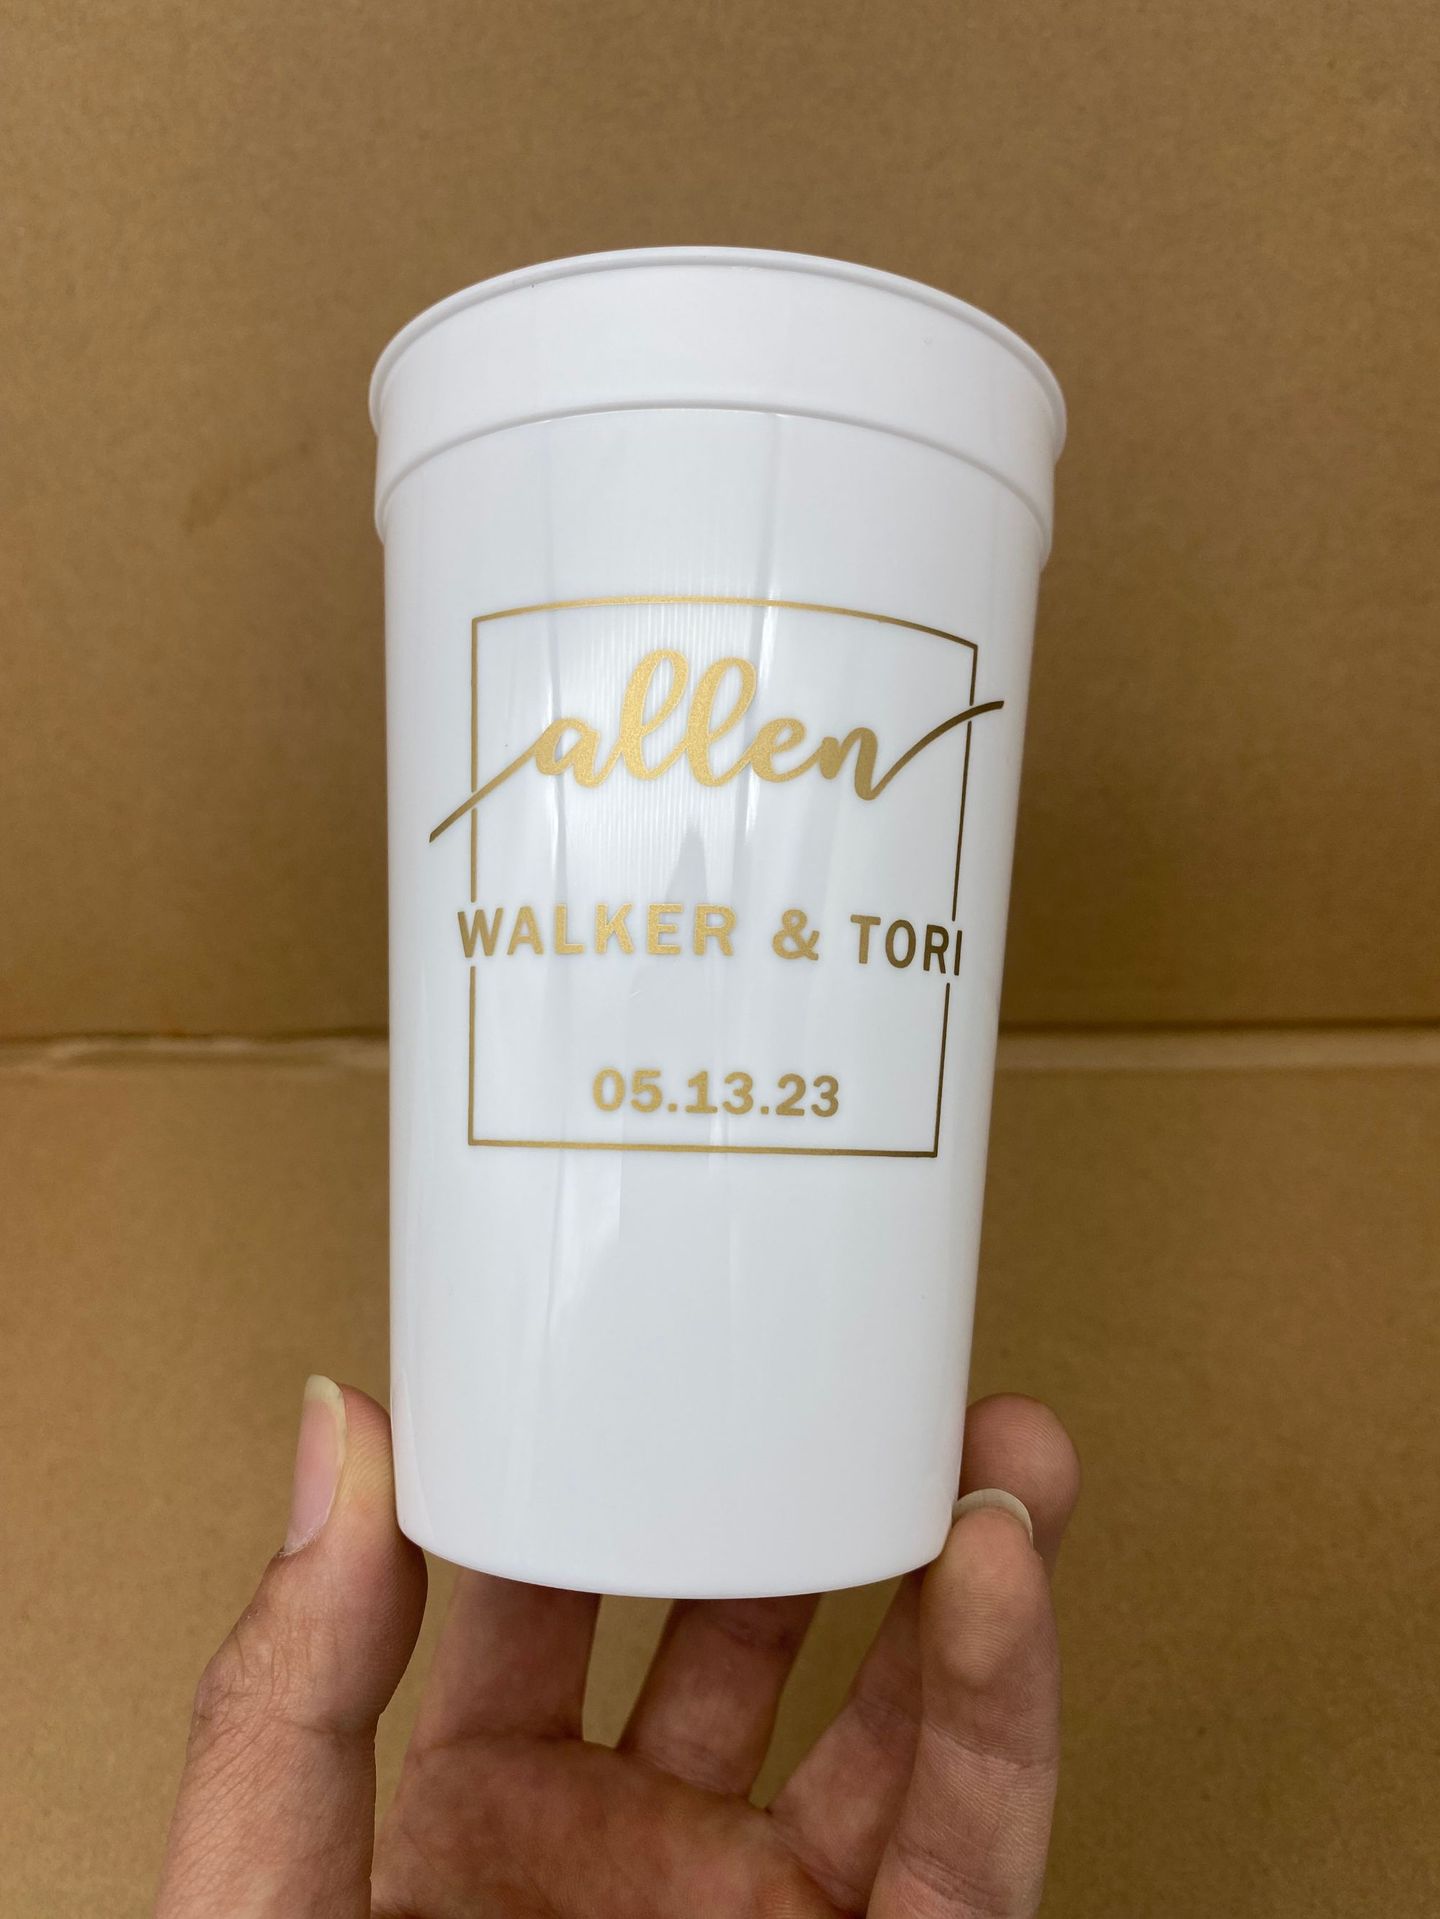 allen
WALKER & TORI
05.13.23